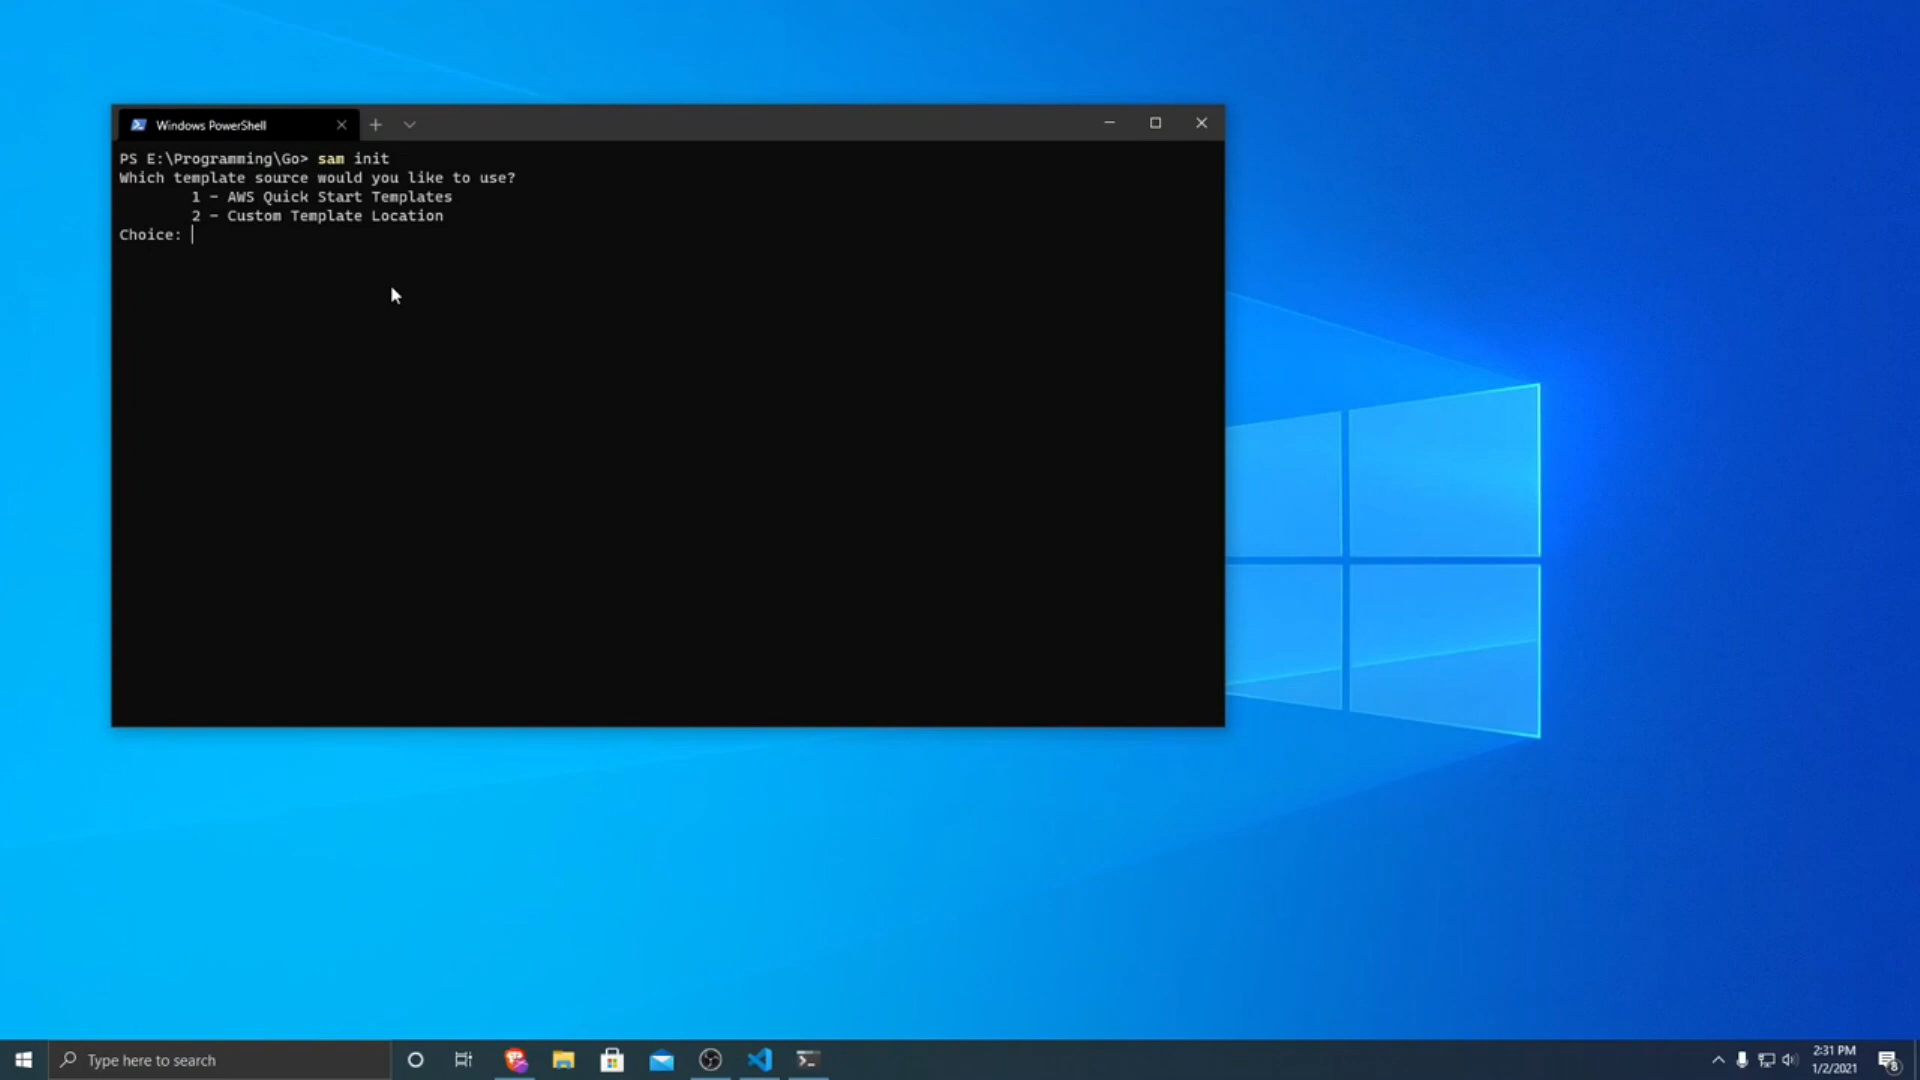 Windows PowerShell
PS E:\Programming\Go> sam init
Which template source would you like to use?
1 - AWS Quick Start Templates
2 - Custom Template Location
Choice:
Type here to search
2:31 PM
1/2/2021
8